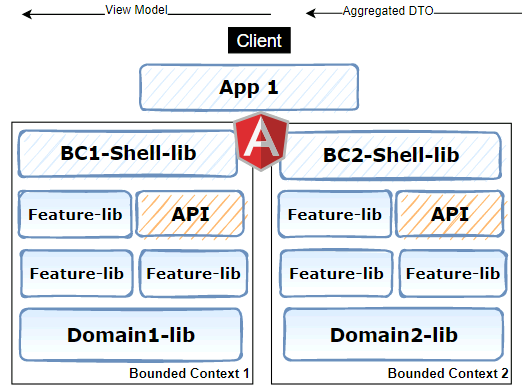 View Model
Aggregated DTO
Client
App 1
BC1-Shell-lib
BC2-Shell-lib
Feature-lib
API
Feature-lib
API
Feature-lib
Feature-lib
Feature-lib
Feature-lib
Domain1-lib
Domain2-lib
Bounded Context 1
Bounded Context 2
A